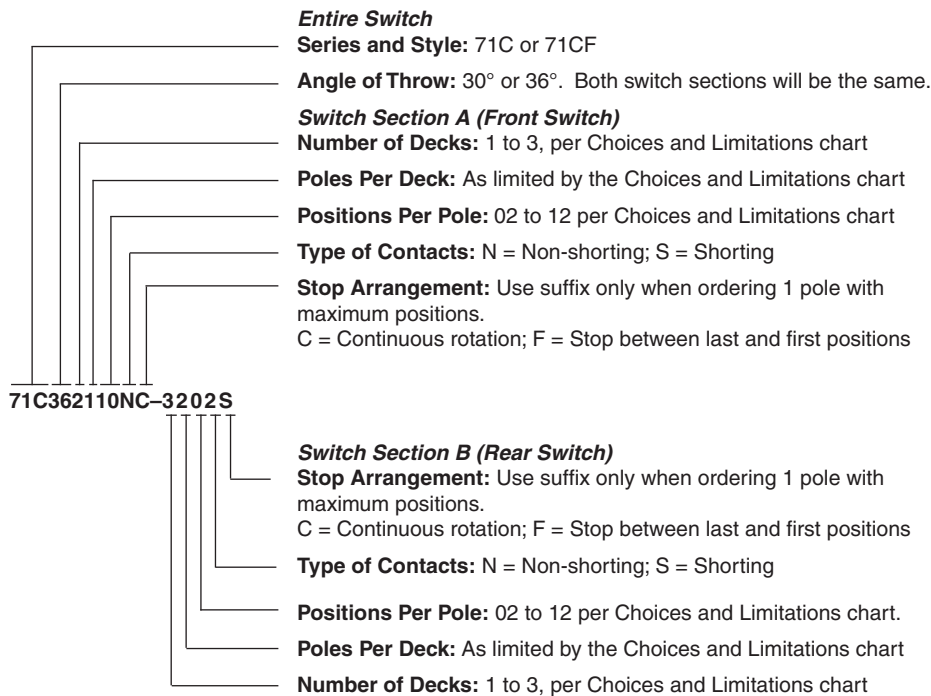 Entire Switch
Series and Style: 71C or 71CF
Angle of Throw: 30° or 36°. Both switch sections will be the same.
Switch Section A (Front Switch)
Number of Decks: 1 to 3, per Choices and Limitations chart
Poles Per Deck: As limited by the Choices and Limitations chart
Positions Per Pole: 02 to 12 per Choices and Limitations chart
Type of Contacts: N = Non-shorting; S = Shorting
Stop Arrangement: Use suffix only when ordering 1 pole with
maximum positions.
C = Continuous rotation; F = Stop between last and first positions
71C362110NC–3202S
Switch Section B (Rear Switch)
Stop Arrangement: Use suffix only when ordering 1 pole with
maximum positions.
C = Continuous rotation; F = Stop between last and first positions
Type of Contacts: N = Non-shorting; S = Shorting
Positions Per Pole: 02 to 12 per Choices and Limitations chart.
Poles Per Deck: As limited by the Choices and Limitations chart
Number of Decks: 1 to 3, per Choices and Limitations chart